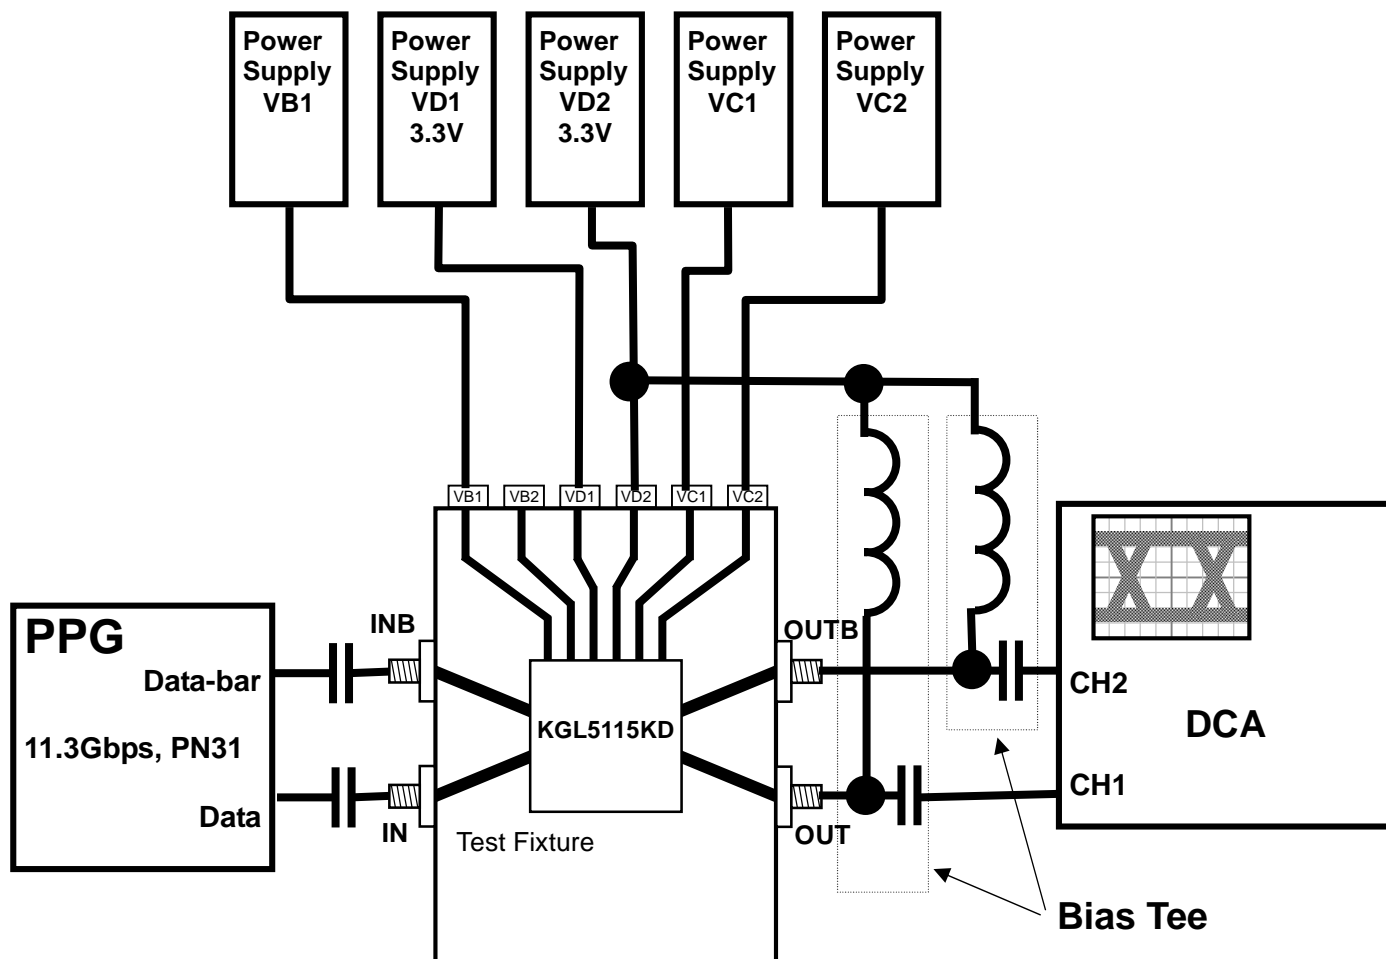 Power
Supply
VB1
Power
Supply
VD1
3.3V
Power
Supply
VD2
3.3V
Power
Supply
VC1
Power
Supply
VC2
VB1
VB2
VD1
VD2
VC1
VC2
PPG
Data-bar
11.3Gbps, PN31
Data
INB
IN
KGL5115KD
Test Fixture
OUTB
OUT
CH2
DCA
CH1
Bias Tee